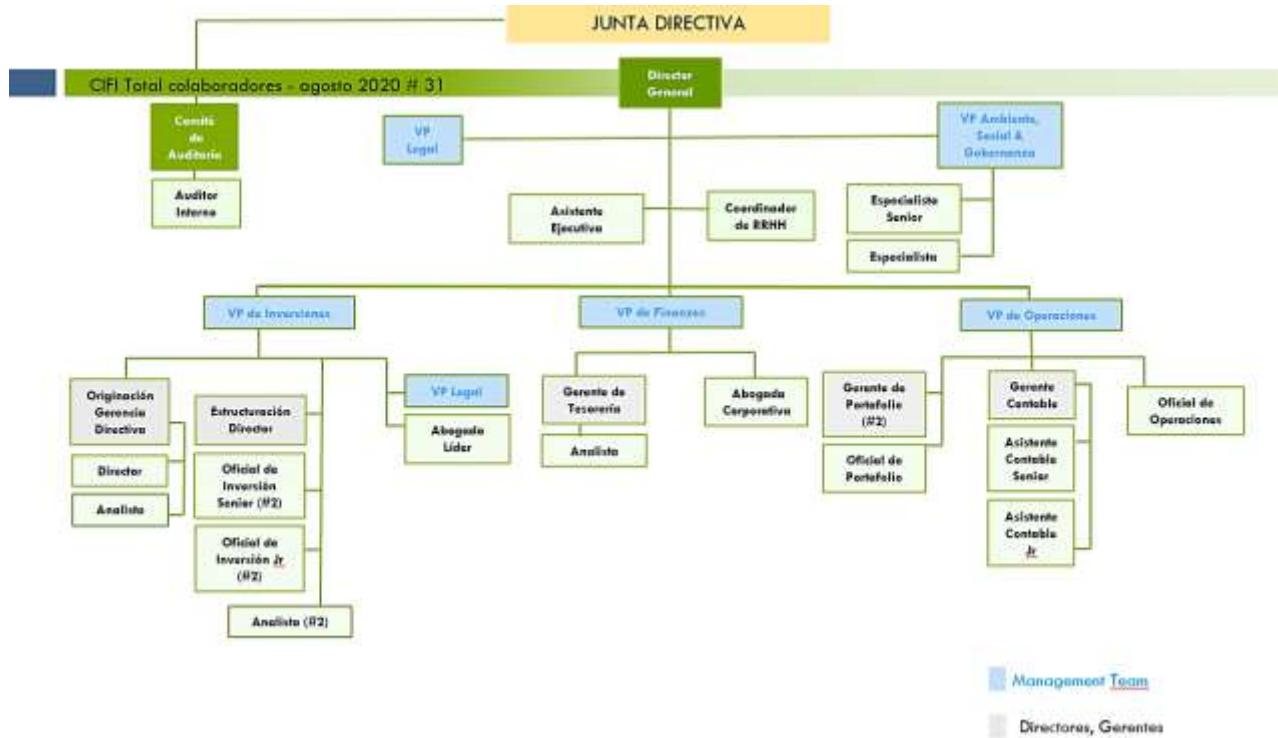 JUNTA DIRECTIVA
CIFI Total colaboradores - agosto 2020 # 31
Director
General
Comité
de
Auditoria
Auditor
Interno
VP
Legal
VP Ambiente,
Social &
Gobernanza
Asistente
Ejecutiva
Coordinador
de RRHH
Especialista
Senior
Especialista
VP de Inversiones
VP de Finanzas
VP de Operaciones
Originación
Gerencia
Directiva
Director
Analista
Estructuración
Director
Oficial de
Inversión
Senior (#2)
Oficial de
Inversión Jr
(#2)
Analista (#2)
VP Legal
Abogado
Líder
Gerente de
Tesorería
Analista
Abogada
Corporativa
Gerente de
Portafolio
(#2)
Oficial de
Portafolio
Gerente
Contable
Asistente
Contable
Senior
Asistente
Contable
Jr
Oficial de
Operaciones
Management Team
Directores, Gerentes